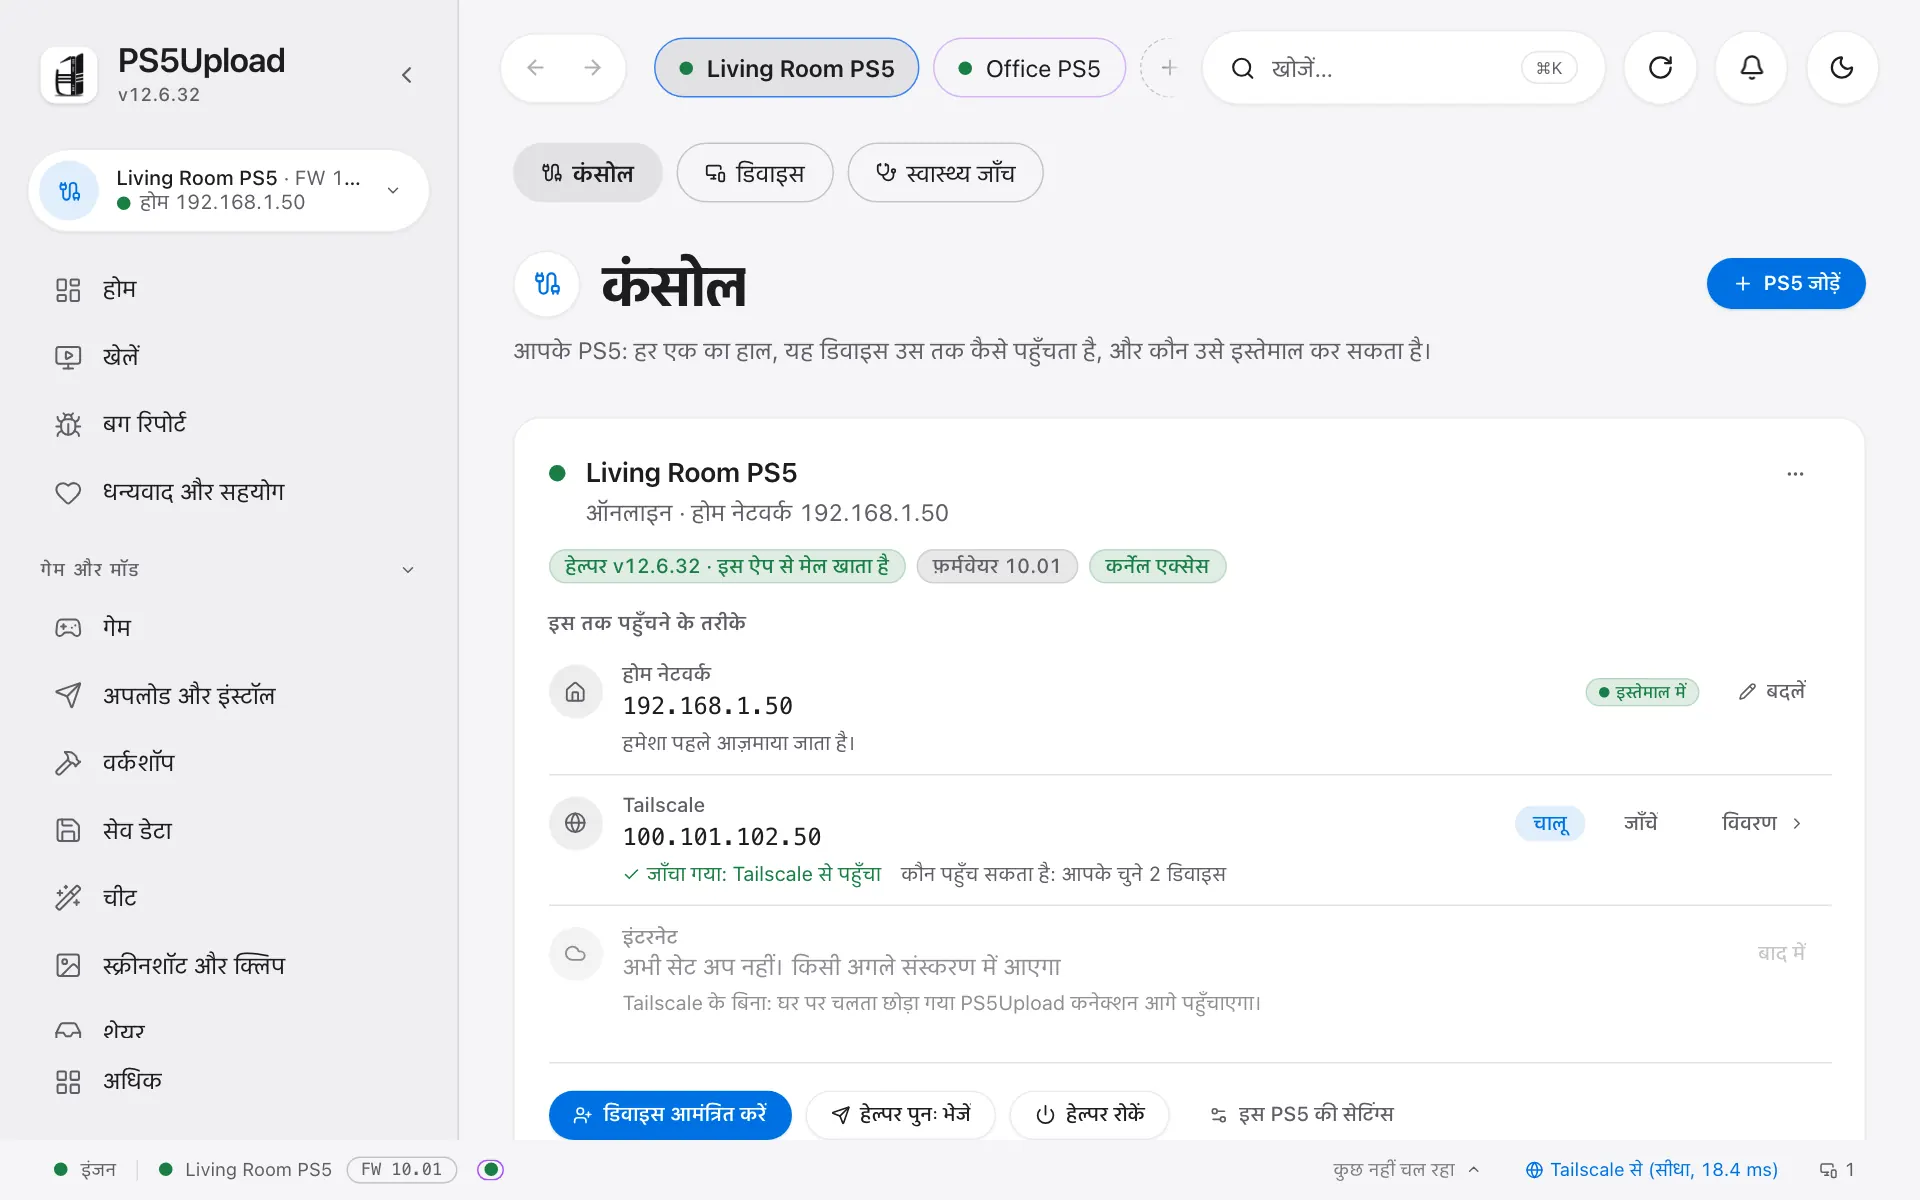 PS5Upload
v12.6.32
Living Room PS5 · FW 1...
होम 192.168.1.50
होम
खेलें
बग रिपोर्ट
धन्यवाद और सहयोग
गेम और मॉड
गेम
अपलोड और इंस्टॉल
वर्कशॉप
सेव डेटा
चीट
स्क्रीनशॉट और क्लिप
शेयर
अधिक
Living Room PS5
Office PS5
खोजें...
⌘K
कंसोल
डिवाइस
स्वास्थ्य जाँच
कंसोल
PS5 जोड़ें
आपके PS5: हर एक का हाल, यह डिवाइस उस तक कैसे पहुँचता है, और कौन उसे इस्तेमाल कर सकता है।
Living Room PS5
ऑनलाइन · होम नेटवर्क 192.168.1.50
हेल्पर v12.6.32 · इस ऐप से मेल खाता है
फ़र्मवेयर 10.01
कर्नेल एक्सेस
इस तक पहुँचने के तरीके
होम नेटवर्क
192.168.1.50
हमेशा पहले आज़माया जाता है।
इस्तेमाल में
बदलें
Tailscale
100.101.102.50
जाँचा गया: Tailscale से पहुँचा कौन पहुँच सकता है: आपके चुने 2 डिवाइस
चालू
जाँचें
विवरण
इंटरनेट
अभी सेट अप नहीं। किसी अगले संस्करण में आएगा
Tailscale के बिना: घर पर चलता छोड़ा गया PS5Upload कनेक्शन आगे पहुँचाएगा।
बाद में
डिवाइस आमंत्रित करें
हेल्पर पुनः भेजें
हेल्पर रोकें
इस PS5 की सेटिंग्स
इंजन
Living Room PS5
FW 10.01
कुछ नहीं चल रहा
Tailscale से (सीधा, 18.4 ms)
1